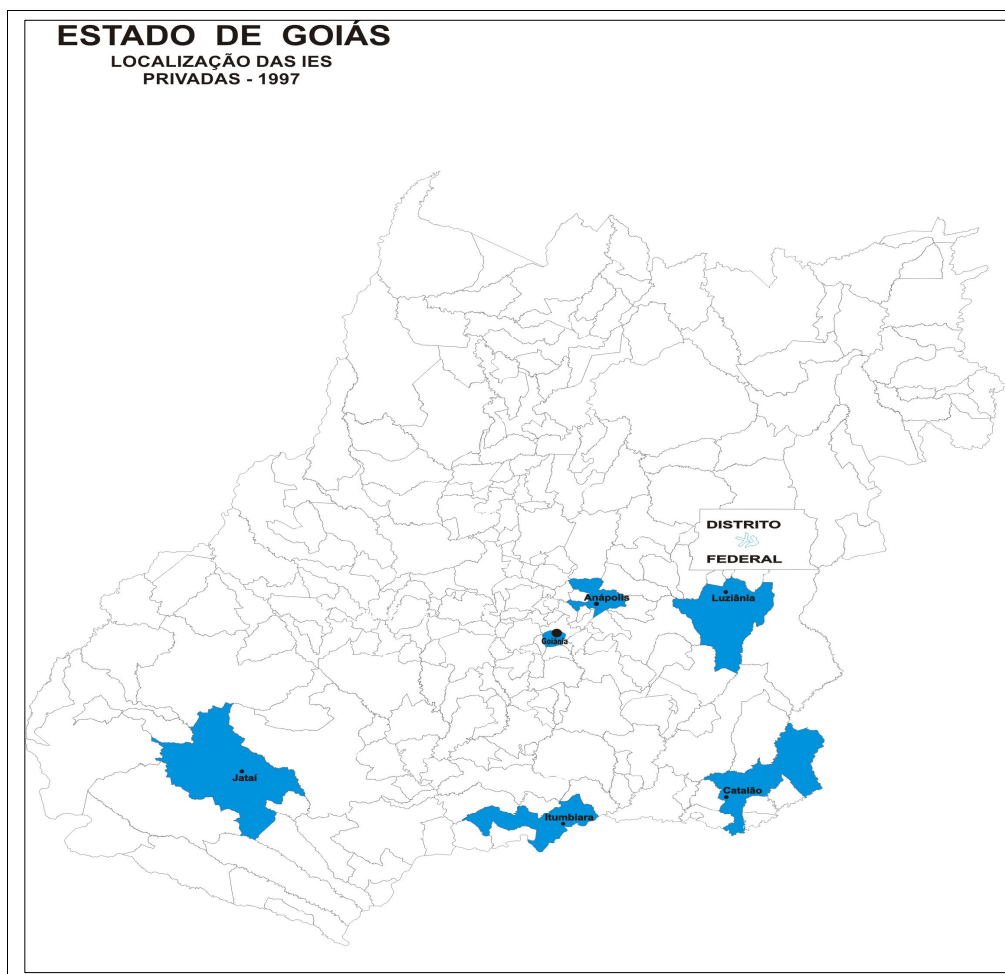 ESTADO DE GOIÁS
LOCALIZAÇÃO DAS IES
PRIVADAS - 1997
DISTRITO
FEDERAL
Anápolis
Luziânia
Goiânia
Jataí
Catalão
Itumbiara